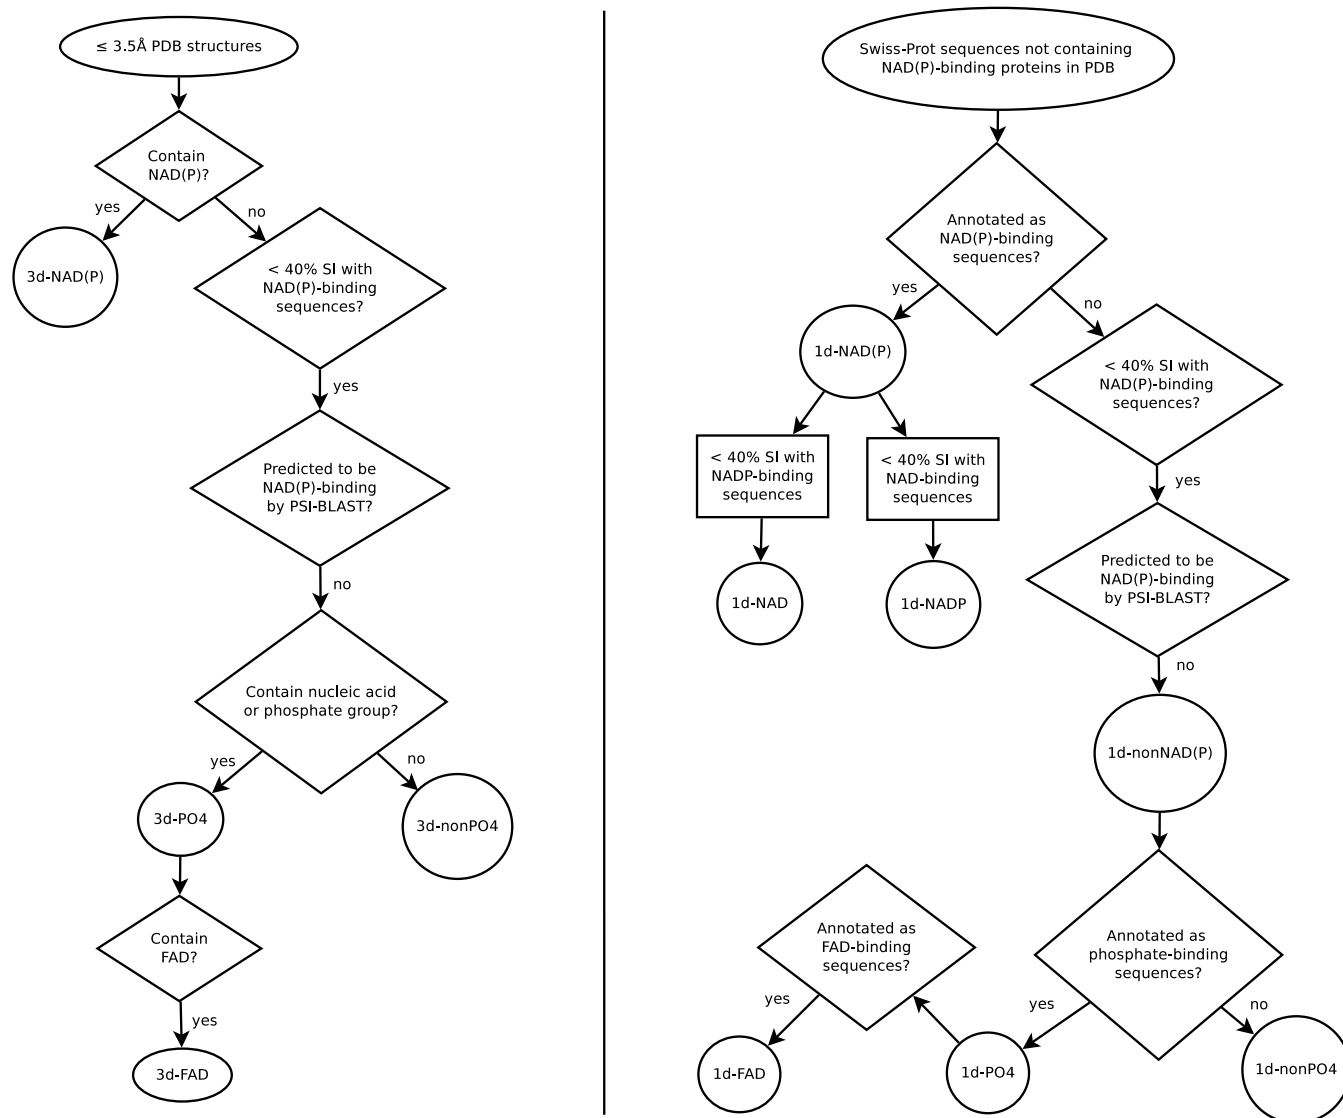 ≤ 3.5Å PDB structures
Contain
NAD(P)?
yes
no
3d-NAD(P)
< 40% SI with
NAD(P)-binding
sequences?
yes
Predicted to be
NAD(P)-binding
by PSI-BLAST?
no
Contain nucleic acid
or phosphate group?
yes
no
3d-PO4
3d-nonPO4
Contain
FAD?
yes
3d-FAD
Swiss-Prot sequences not containing
NAD(P)-binding proteins in PDB
Annotated as
NAD(P)-binding
sequences?
yes
no
1d-NAD(P)
< 40% SI with
NAD(P)-binding
sequences?
< 40% SI with
NADP-binding
sequences
< 40% SI with
NAD-binding
sequences
yes
1d-NAD
1d-NADP
Predicted to be
NAD(P)-binding
by PSI-BLAST?
no
1d-nonNAD(P)
Annotated as
phosphate-binding
sequences?
yes
no
Annotated as
FAD-binding
sequences?
yes
1d-FAD
1d-PO4
1d-nonPO4